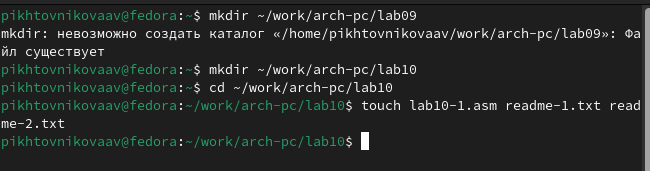 pikhtovnikovaav@fedora:~$ mkdir ~/work/arch-pc/lab09
mkdir: невозможно создать каталог «/home/pikhtovnikovaav/work/arch-pc/lab09»: Фа
йл существует
pikhtovnikovaav@fedora:~$ mkdir ~/work/arch-pc/lab10
pikhtovnikovaav@fedora:~$ cd ~/work/arch-pc/lab10
pikhtovnikovaav@fedora:~/work/arch-pc/lab10$ touch lab10-1.asm readme-1.txt read
me-2.txt
pikhtovnikovaav@fedora:~/work/arch-pc/lab10$